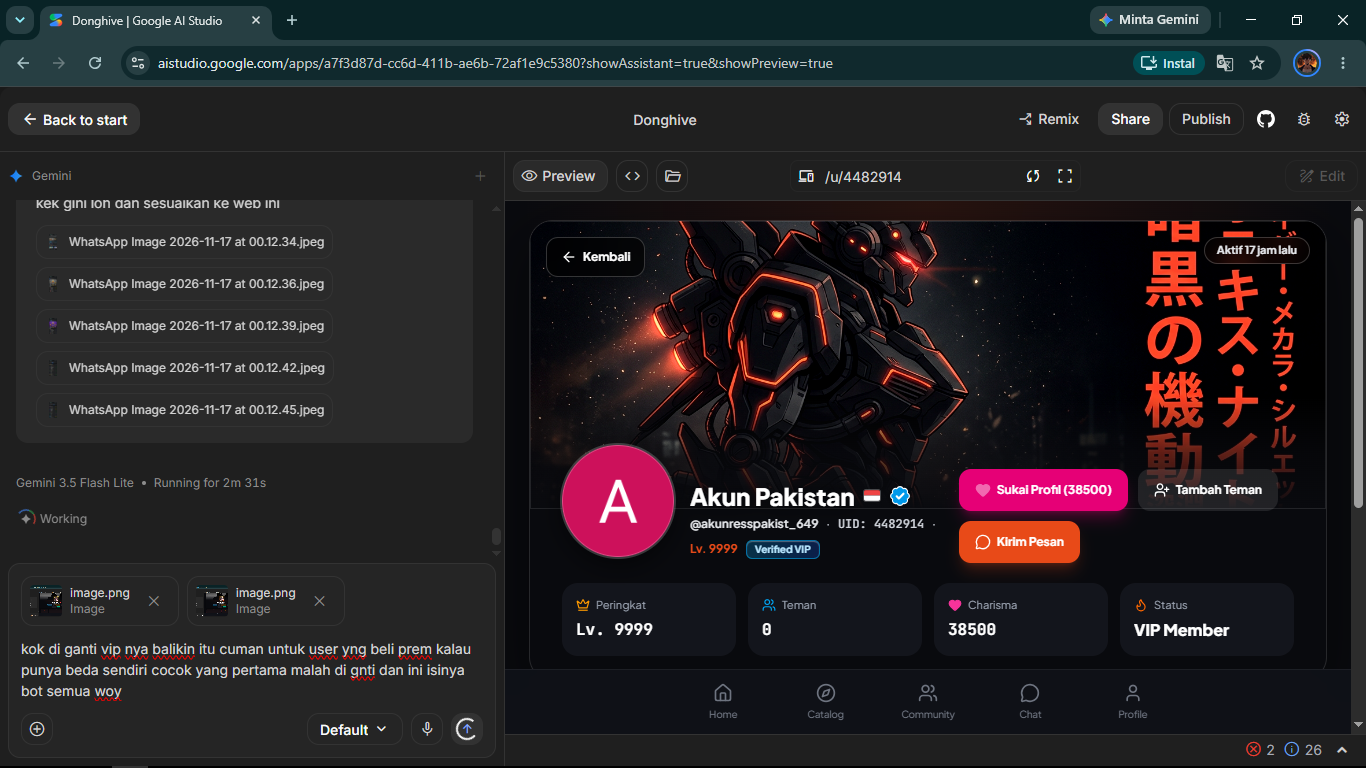 Donghive | Google AI Studio
Minta Gemini
aistudio.google.com/apps/a7f3d87d-cc6d-411b-ae6b-72af1e9c5380?showAssistant=true&showPreview=true
Instal
Back to start
Donghive
Remix
Share
Publish
Gemini
Preview
/u/4482914
Edit
kek gini loh dan sesuaikan ke web ini
WhatsApp Image 2026-11-17 at 00.12.34.jpeg
WhatsApp Image 2026-11-17 at 00.12.36.jpeg
WhatsApp Image 2026-11-17 at 00.12.39.jpeg
WhatsApp Image 2026-11-17 at 00.12.42.jpeg
WhatsApp Image 2026-11-17 at 00.12.45.jpeg
Gemini 3.5 Flash Lite • Running for 2m 31s
Working
image.png
Image
image.png
Image
kok di ganti vip nya balikin itu cuman untuk user yng beli prem kalau
punya beda sendiri cocok yang pertama malah di gnti dan ini isinya
bot semua woy
Default
Kembali
Aktif 17 jam lalu
暗黒の機動
キス・ナイ
ー・メカラ・シルエッ
A
Akun Pakistan
@akunresspakist_649 · UID: 4482914 ·
Lv. 9999
Verified VIP
Sukai Profil (38500)
Tambah Teman
Kirim Pesan
Peringkat
Lv. 9999
Teman
0
Charisma
38500
Status
VIP Member
Home
Catalog
Community
Chat
Profile
2
26